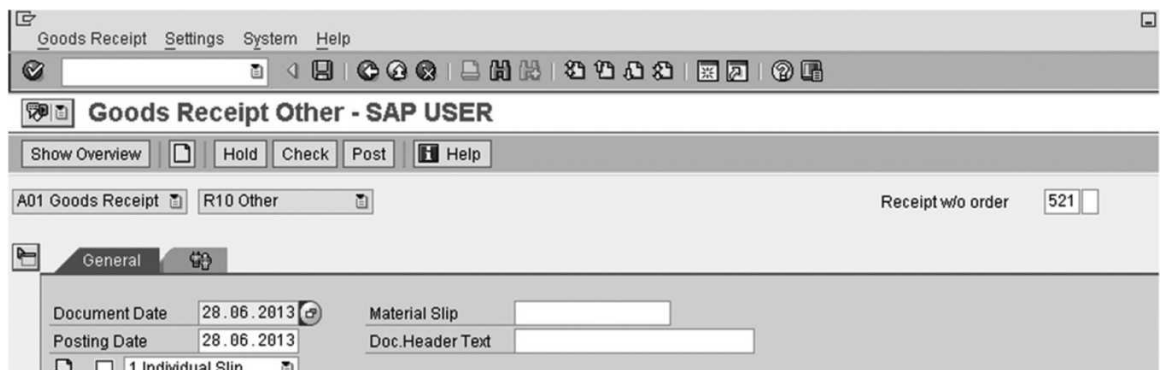 Goods Receipt Settings System Help
Goods Receipt Other - SAP USER
Show Overview Hold Check Post Help
A01 Goods Receipt R10 Other Receipt w/o order 521
General
Document Date 28.06.2013 Material Slip
Posting Date 28.06.2013 Doc.Header Text
1 Individual Slip